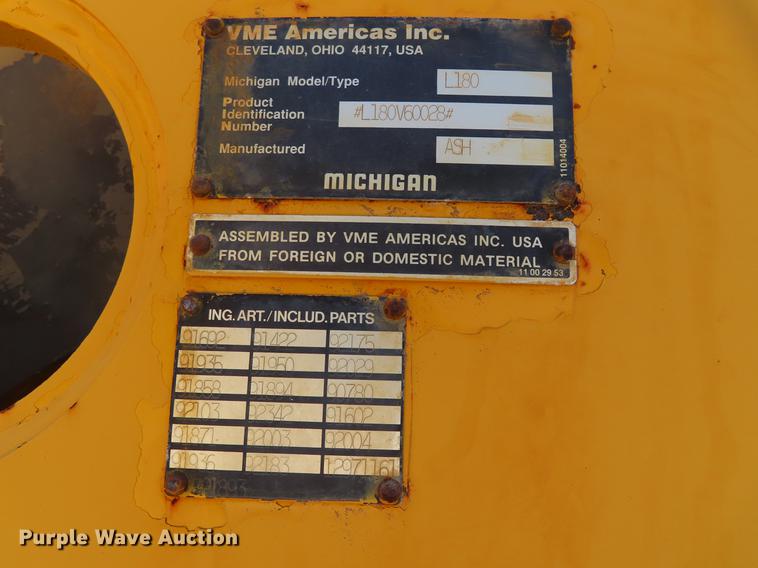 VME Americas Inc.
CLEVELAND, OHIO 44117, USA
Michigan Model/Type L180
Product
Identification #L180V60028#
Number
Manufactured ASH
11014004
MICHIGAN
ASSEMBLED BY VME AMERICAS INC. USA
FROM FOREIGN OR DOMESTIC MATERIAL
11 00 29 53
ING. ART./INCLUD. PARTS
91692 91422 92175
91935 91950 92029
91858 91894 90780
92103 92342 91602
91871 92003 92004
91936 92183 12971161
91993
Purple Wave Auction